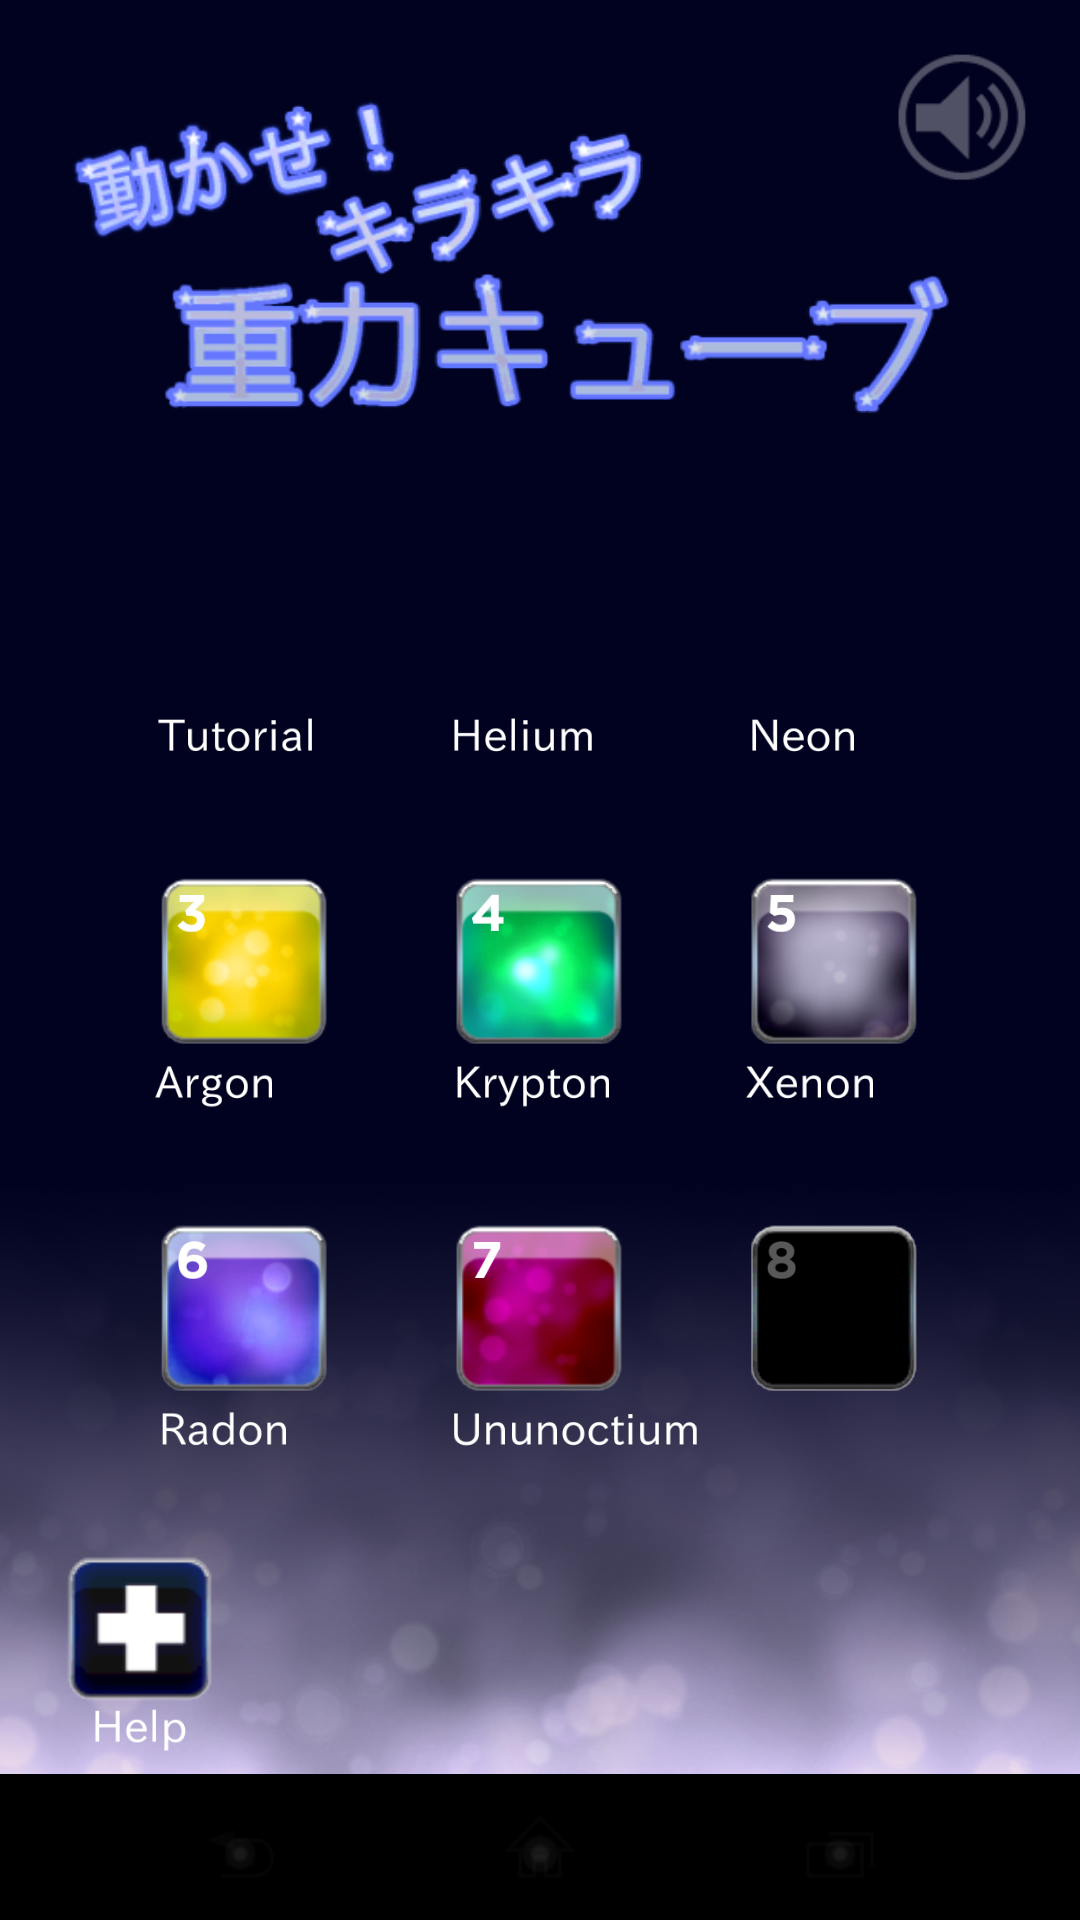 動かせ！
キラキラ
重力キューブ
Tutorial Helium Neon
3 4 5
Argon Krypton Xenon
6 7 8
Radon Ununoctium
Help